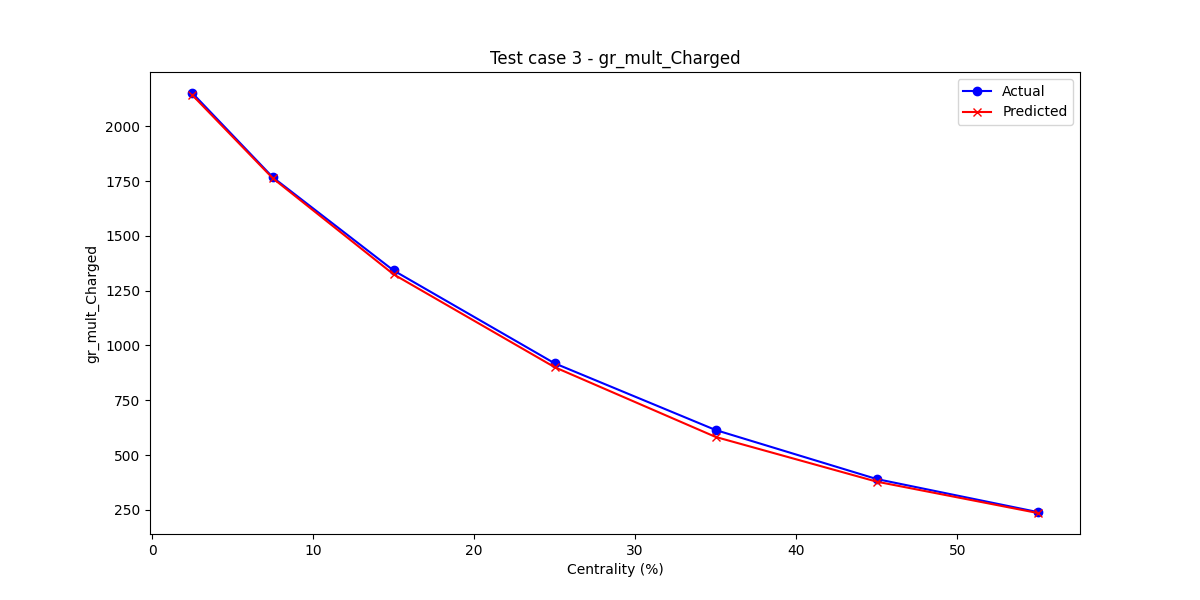 Test case 3 - gr_mult_Charged
Actual
Predicted
gr_mult_Charged
2000
1750
1500
1250
1000
750
500
250
0 10 20 30 40 50
Centrality (%)